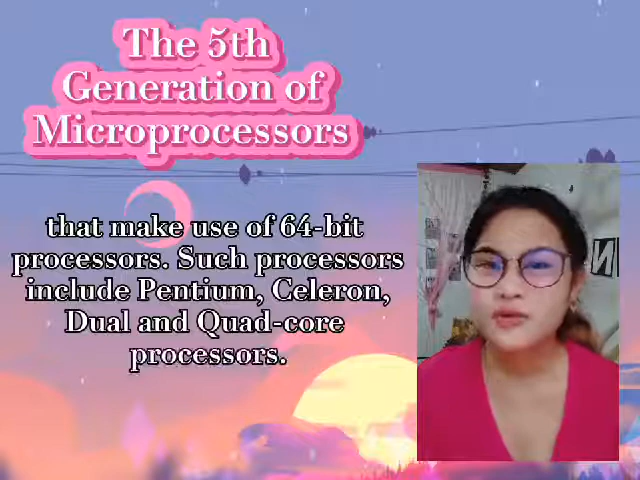 The 5th
Generation of
Microprocessors
that make use of 64-bit
processors. Such processors
include Pentium, Celeron,
Dual and Quad-core
processors.
N